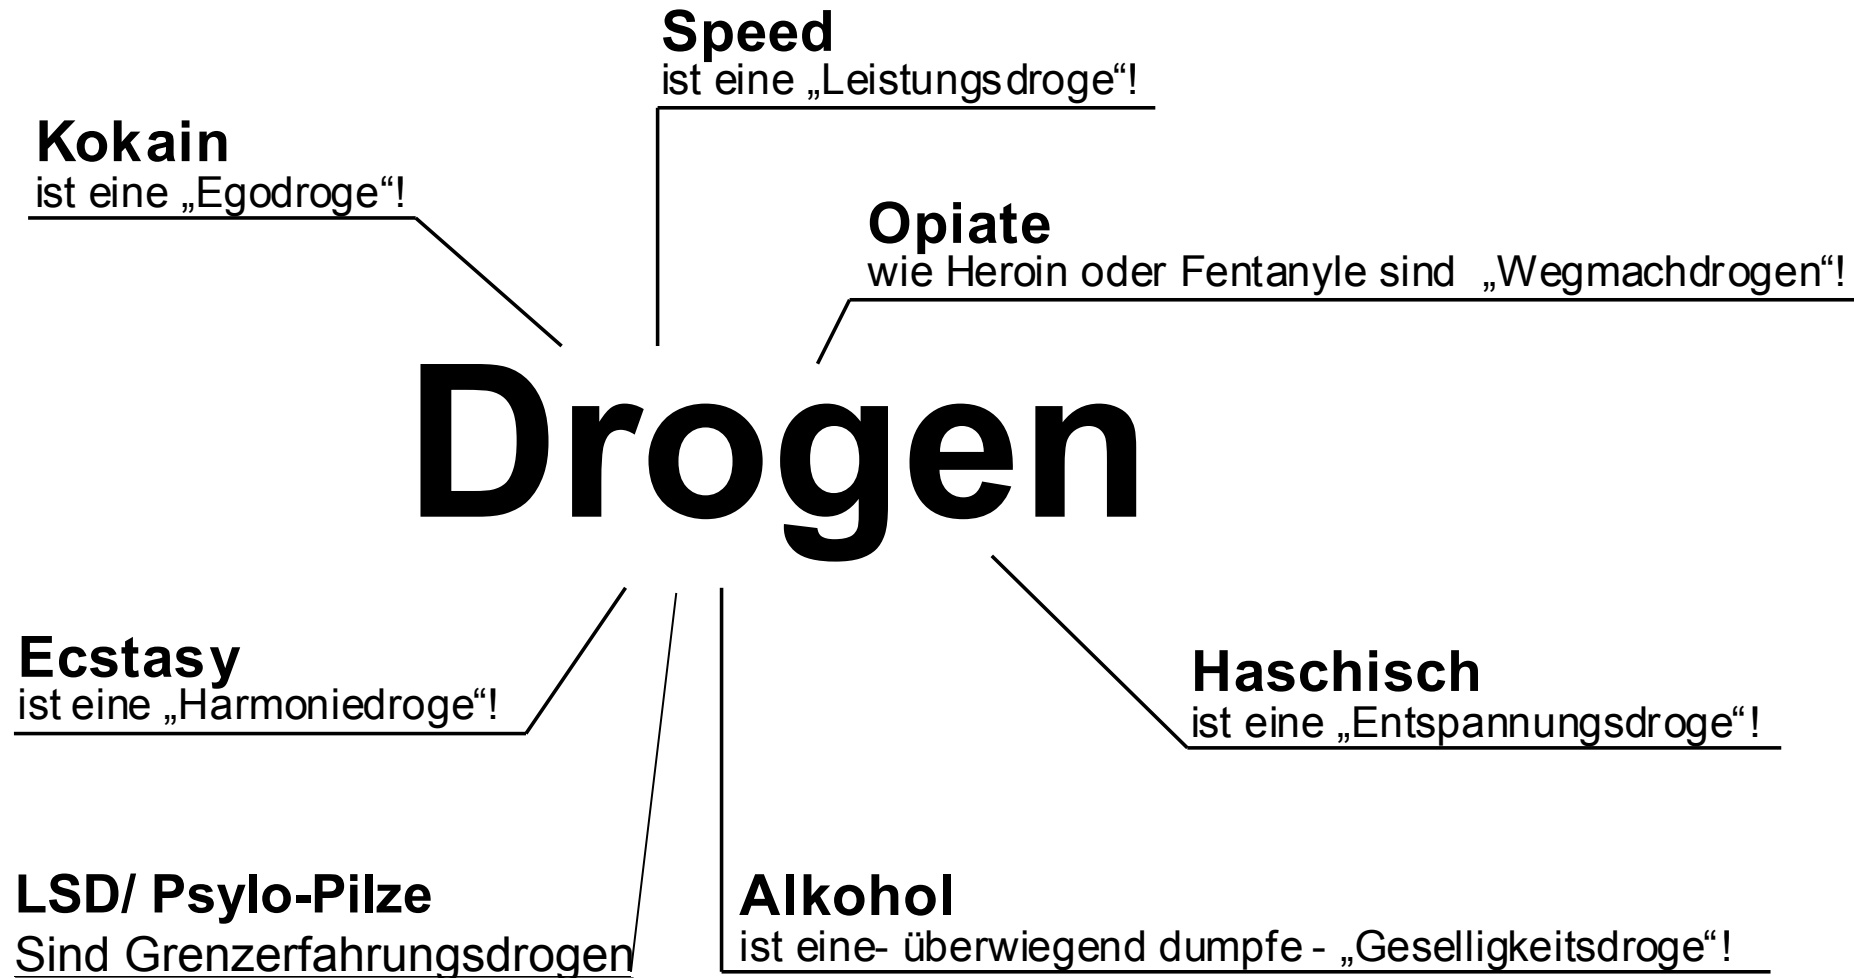 Speed
ist eine „Leistungsdroge“!
Kokain
ist eine „Egodroge“!
Opiate
wie Heroin oder Fentanyle sind „Wegmachdrogen“!
Drogen
Ecstasy
ist eine „Harmoniedroge“!
Haschisch
ist eine „Entspannungsdroge“!
LSD/ Psylo-Pilze
Sind Grenzerfahrungsdrogen
Alkohol
ist eine- überwiegend dumpfe - „Geselligkeitsdroge“!